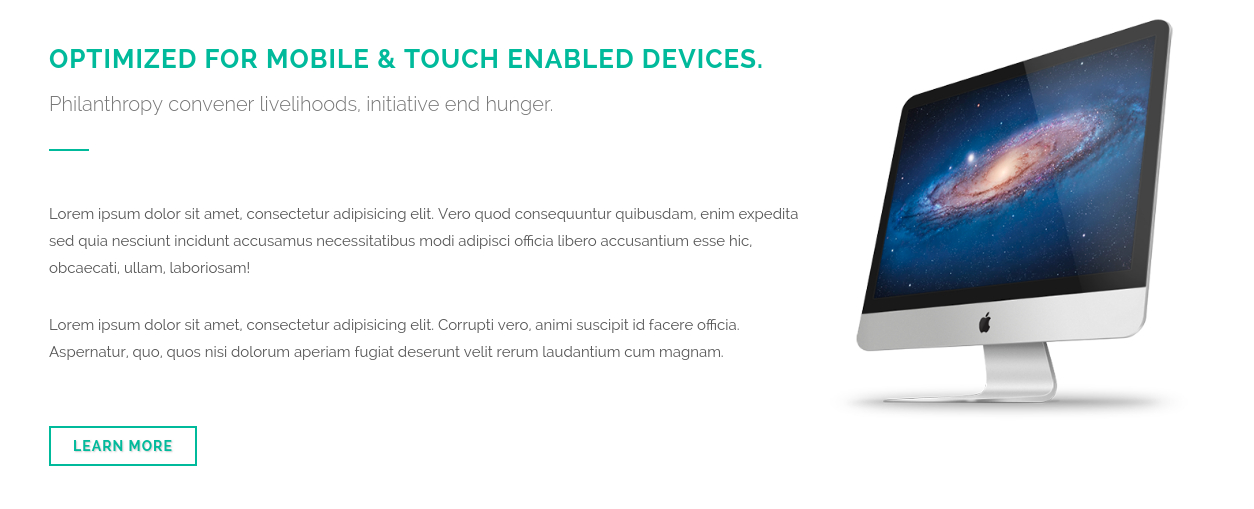 OPTIMIZED FOR MOBILE & TOUCH ENABLED DEVICES.
Philanthropy convener livelihoods, initiative end hunger.
Lorem ipsum dolor sit amet, consectetur adipisicing elit. Vero quod consequuntur quibusdam, enim expedita
sed quia nesciunt incidunt accusamus necessitatibus modi adipisci officia libero accusantium esse hic,
obcaecati, ullam, laboriosam!
Lorem ipsum dolor sit amet, consectetur adipisicing elit. Corrupti vero, animi suscipit id facere officia.
Aspernatur, quo, quos nisi dolorum aperiam fugiat deserunt velit rerum laudantium cum magnam.
LEARN MORE